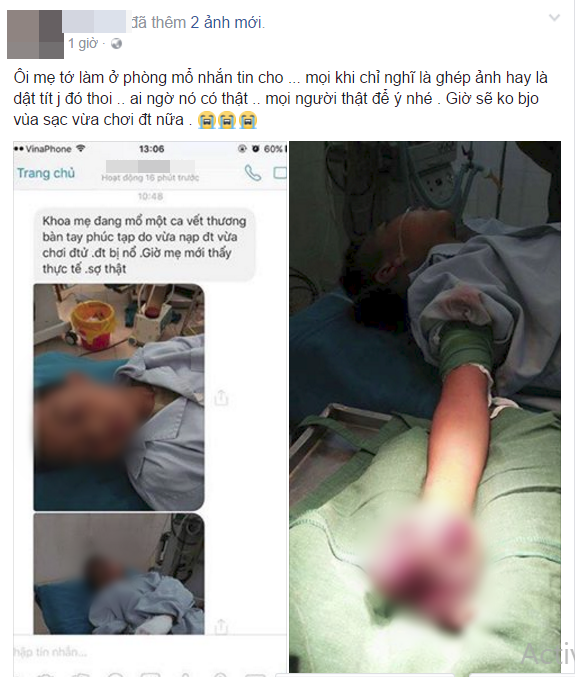 đã thêm 2 ảnh mới.
1 giờ ·
Ôi mẹ tớ làm ở phòng mổ nhắn tin cho ... mọi khi chỉ nghĩ là ghép ảnh hay là
dật tít j đó thoi .. ai ngờ nó có thật .. mọi người thật để ý nhé . Giờ sẽ ko bjo
vùa sạc vừa chơi đt nữa .
VinaPhone 13:06 60%
Trang chủ
Hoạt động 16 phút trước
10:48
Khoa mẹ đang mổ một ca vết thương
bàn tay phúc tạp do vừa nạp đt vừa
chơi đtử .đt bị nổ .Giờ mẹ mới thấy
thực tế .sợ thật
hập tin nhắn...
Activ